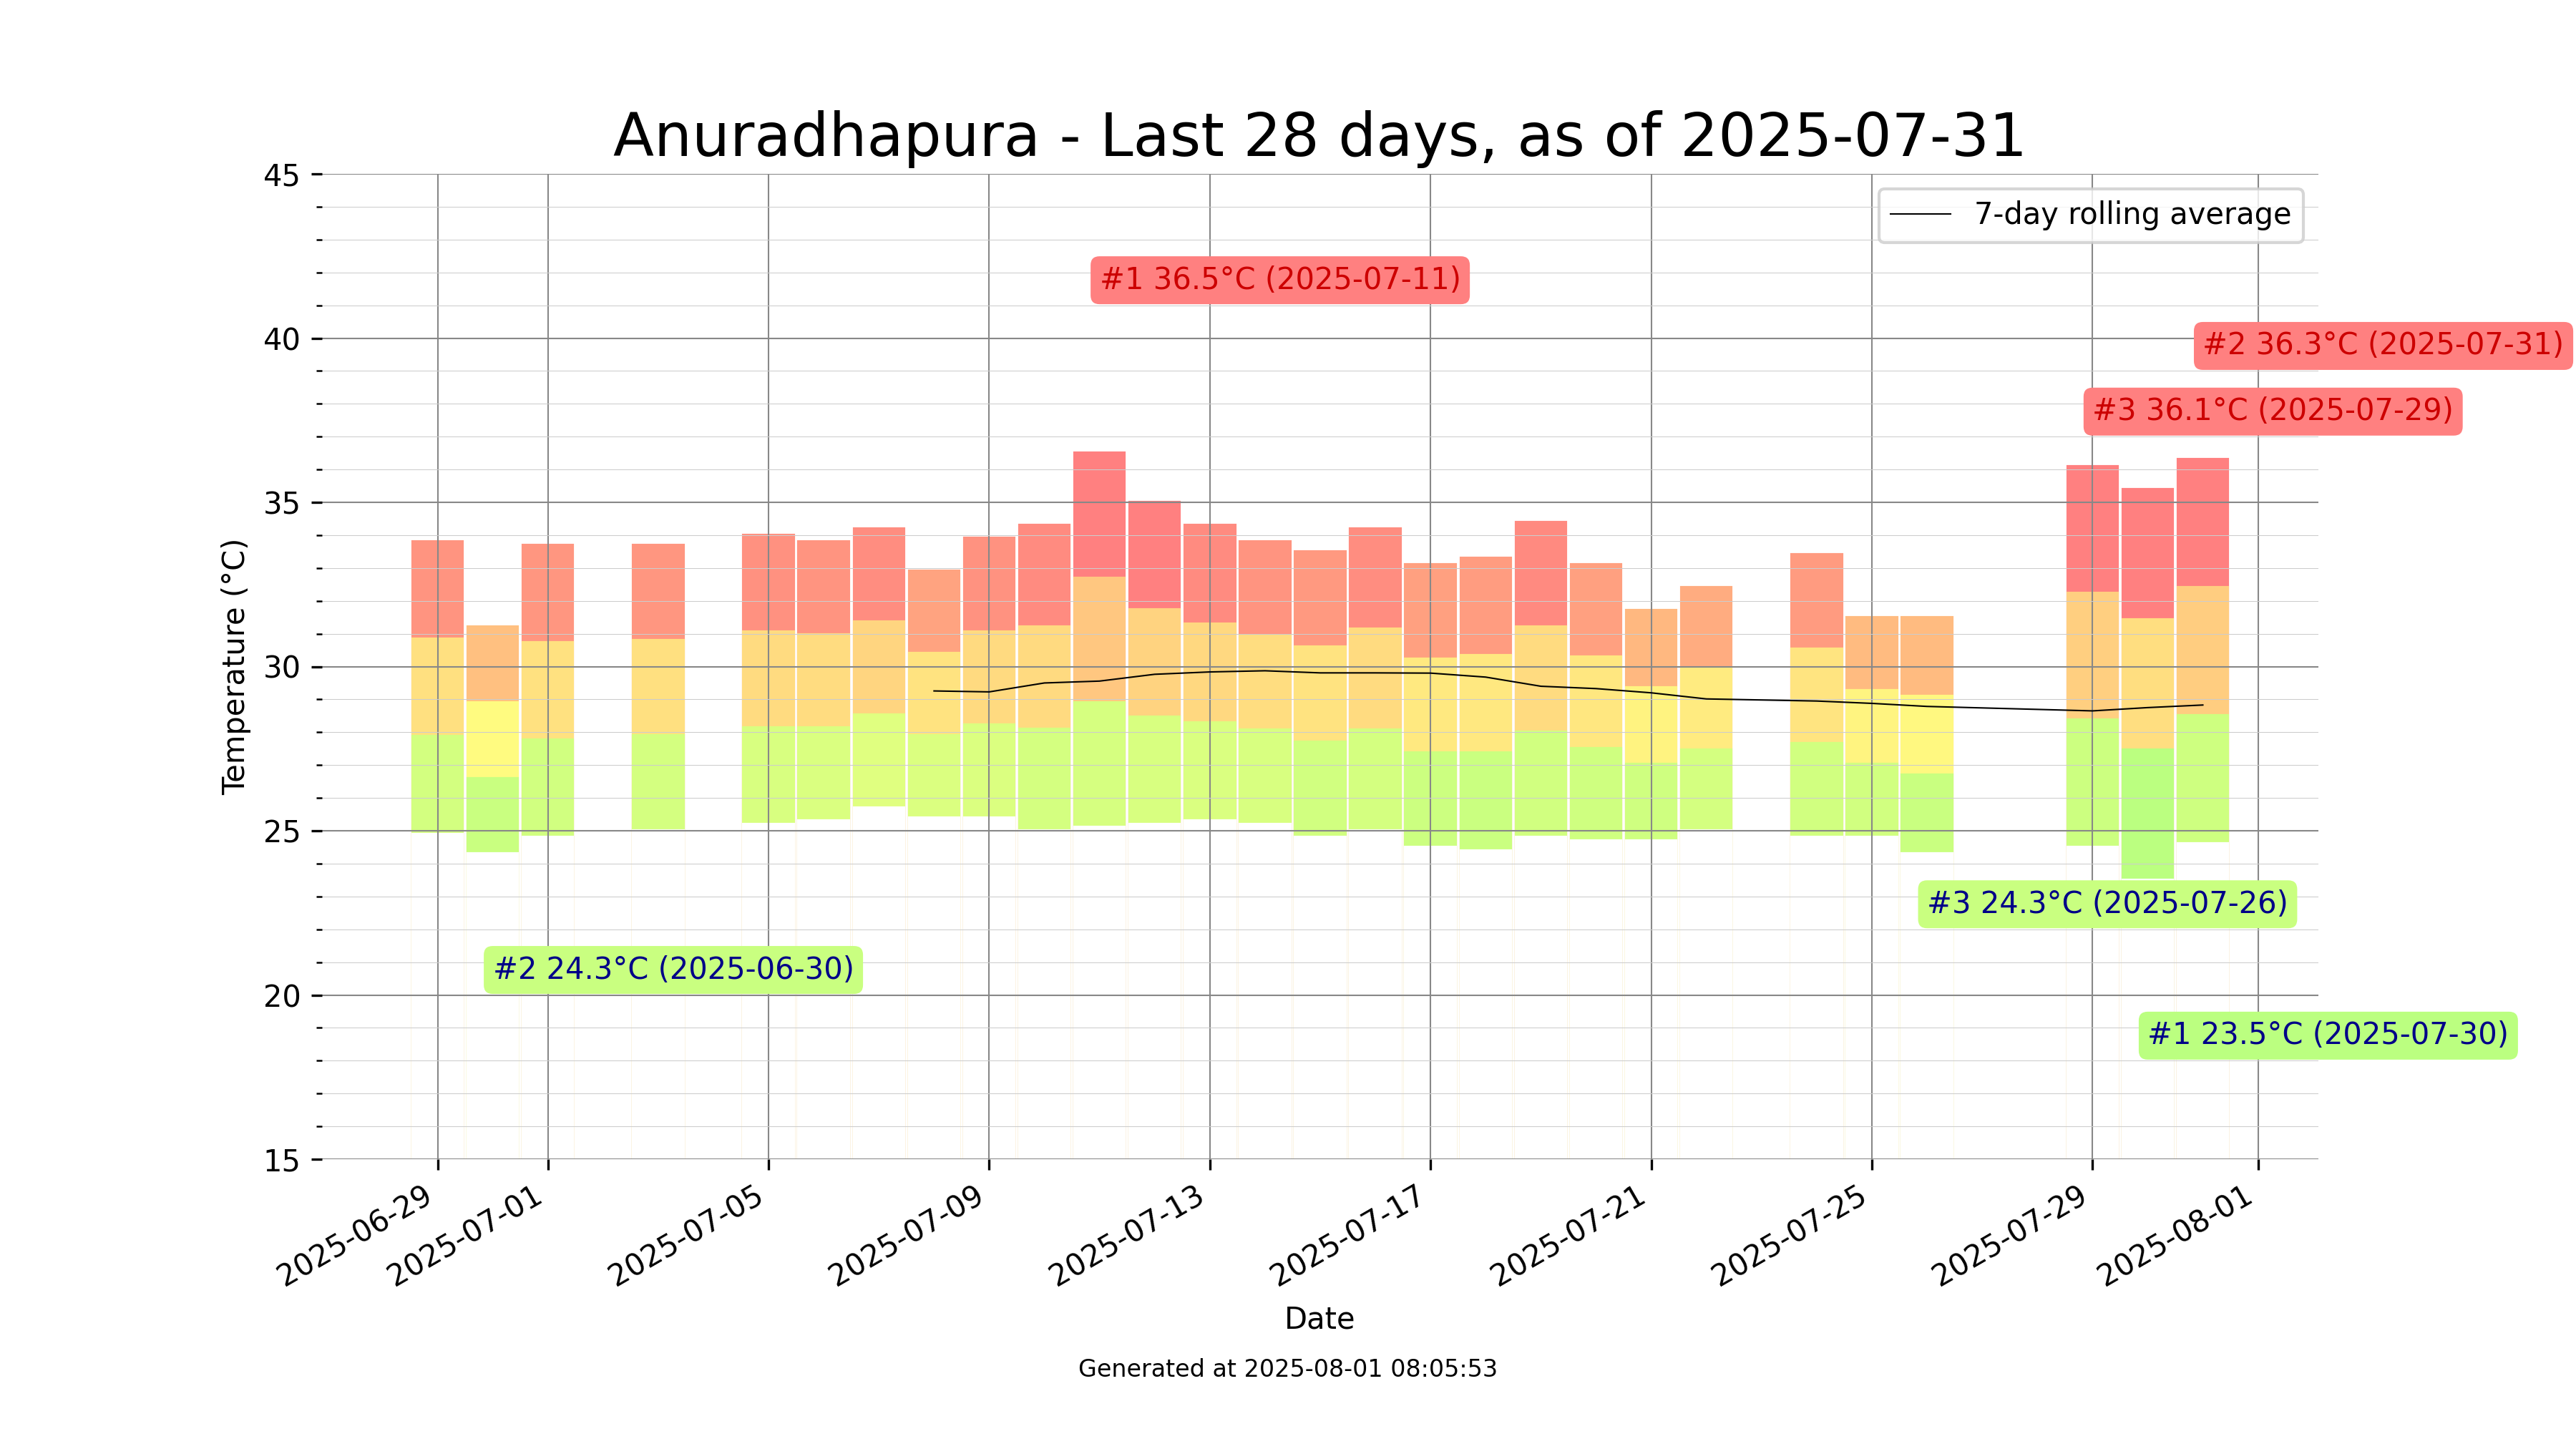 Anuradhapura - Last 28 days, as of 2025-07-31
45
7-day rolling average
#1 36.5°C (2025-07-11)
40
#2 36.3°C (2025-07-31)
#3 36.1°C (2025-07-29)
35
Temperature (°C)
30
25
#3 24.3°C (2025-07-26)
#2 24.3°C (2025-06-30)
20
#1 23.5°C (2025-07-30)
15
2025-06-29
2025-07-01
2025-07-05
2025-07-09
2025-07-13
2025-07-17
2025-07-21
2025-07-25
2025-07-29
2025-08-01
Date
Generated at 2025-08-01 08:05:53